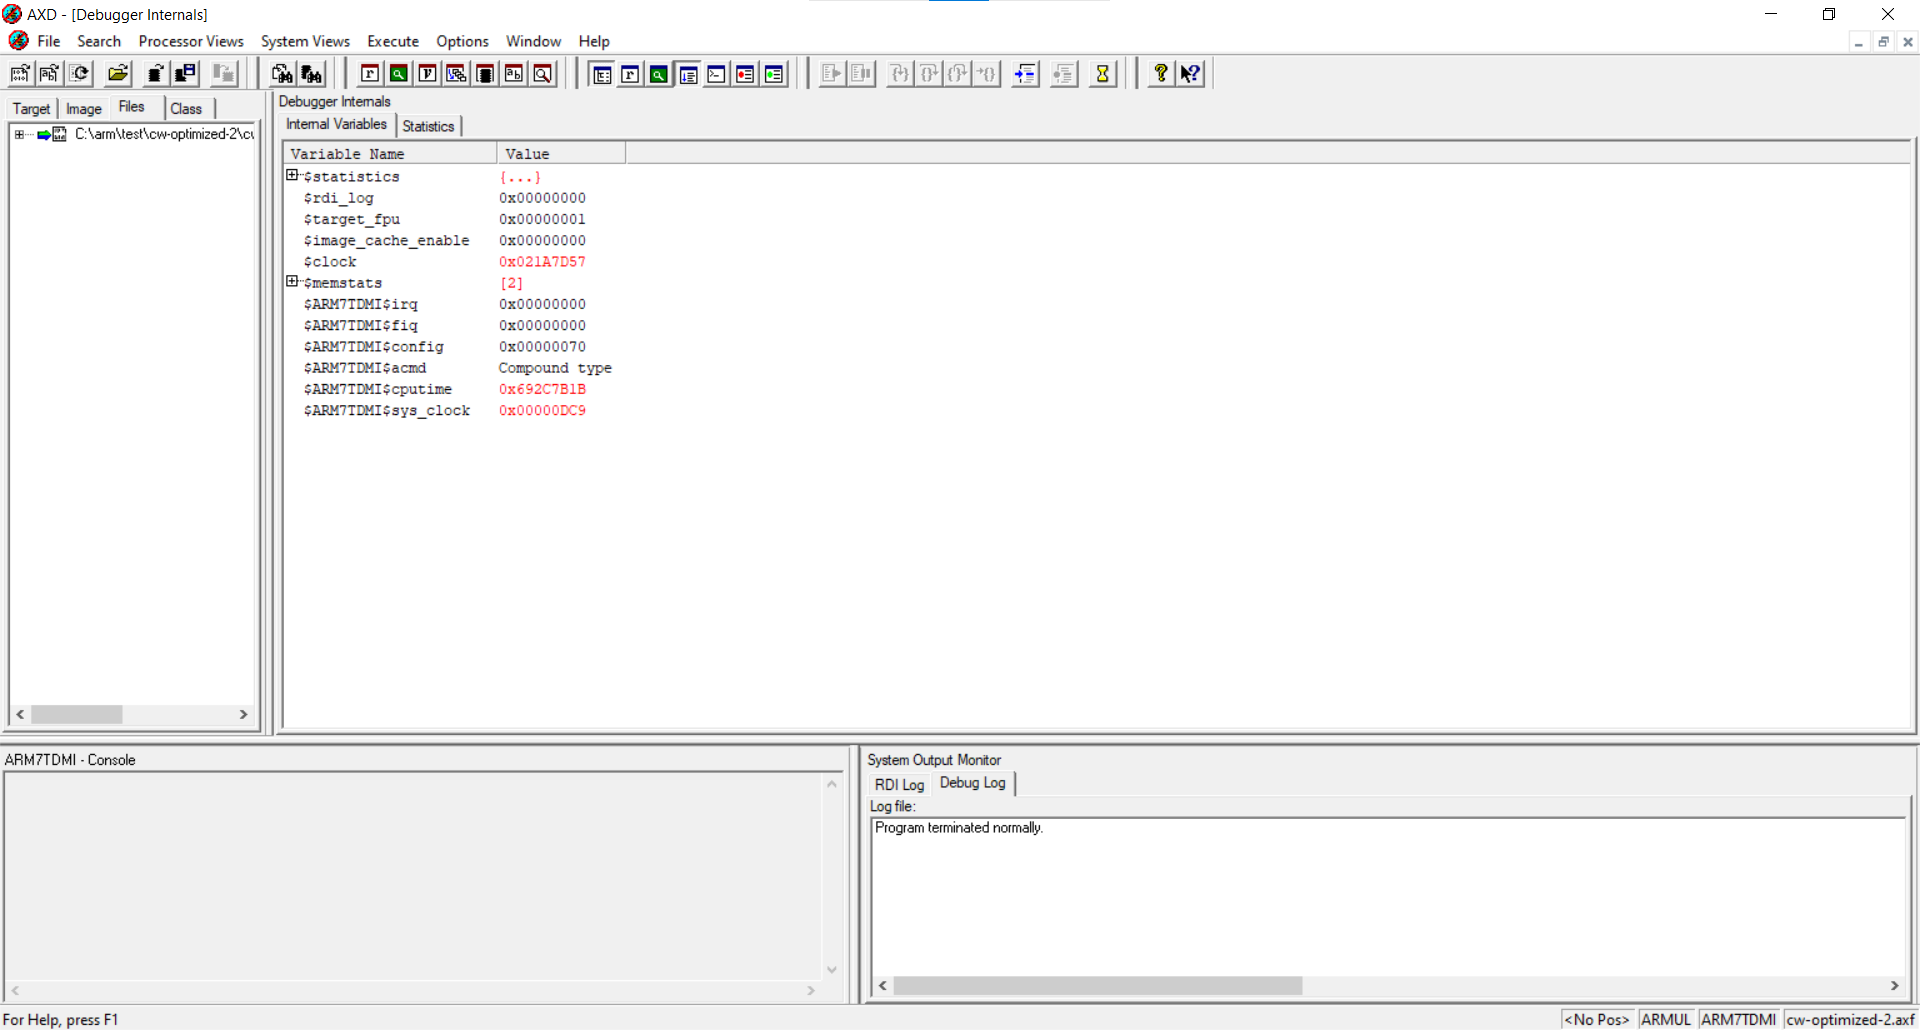 AXD - [Debugger Internals]
File Search Processor Views System Views Execute Options Window Help
Target Image Files Class
C:\arm\test\cw-optimized-2\
Debugger Internals
Internal Variables Statistics
Variable Name Value
$statistics {...}
$rdi_log 0x00000000
$target_fpu 0x00000001
$image_cache_enable 0x00000000
$clock 0x021A7D57
$memstats [2]
$ARM7TDMI$irq 0x00000000
$ARM7TDMI$fiq 0x00000000
$ARM7TDMI$config 0x00000070
$ARM7TDMI$acmd Compound type
$ARM7TDMI$cputime 0x692C7B1B
$ARM7TDMI$sys_clock 0x00000DC9
ARM7TDMI - Console
System Output Monitor
RDI Log Debug Log
Log file:
Program terminated normally.
For Help, press F1
<No Pos> ARMUL ARM7TDMI cw-optimized-2.axf